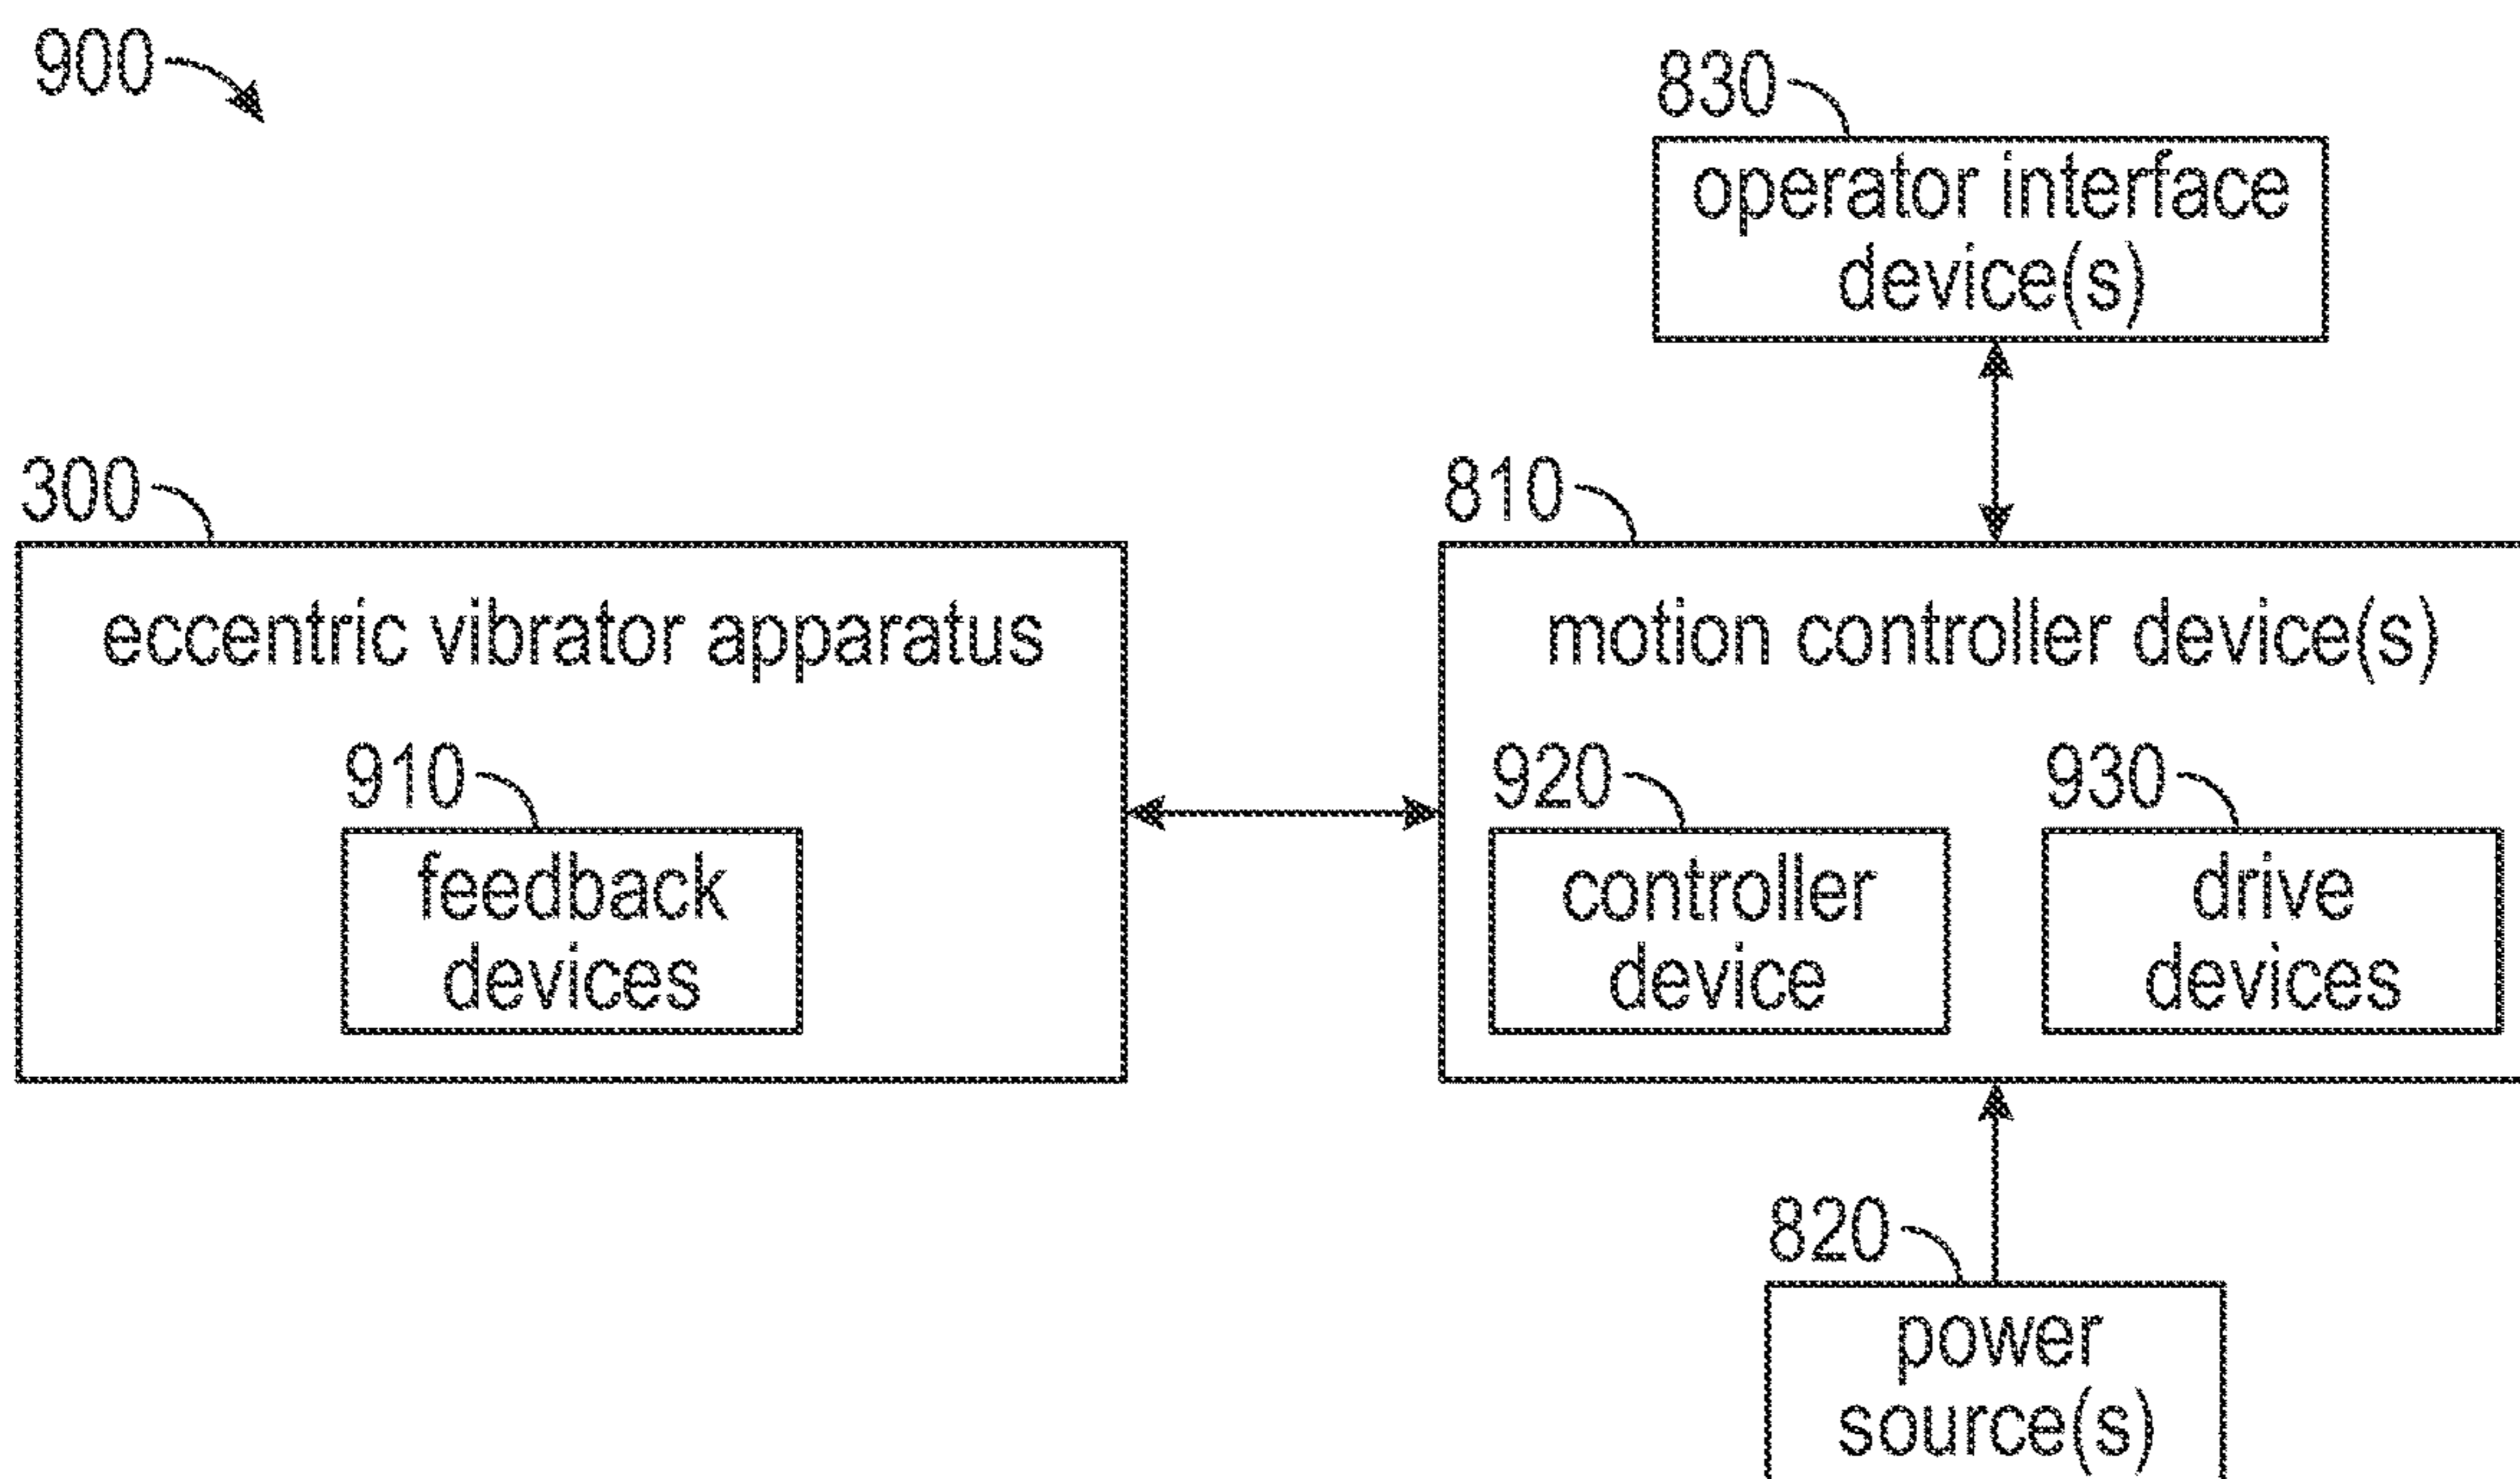 900
830
operator interface
device(s)
300
eccentric vibrator apparatus
910
feedback
devices
810
motion controller device(s)
920
controller
device
930
drive
devices
820
power
source(s)